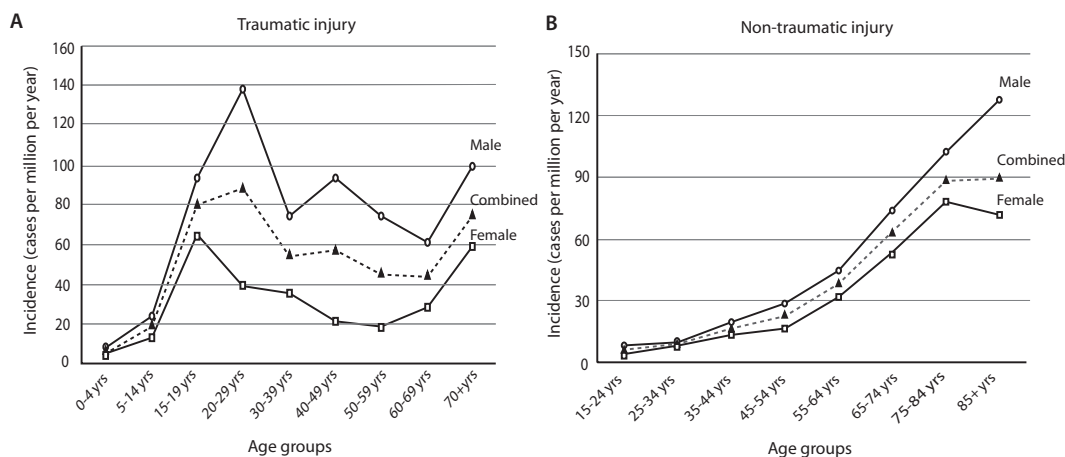 A
Traumatic injury
160
140
120
100
80
60
40
20
0
Incidence (cases per million per year)
Male
Combined
Female
0-4 yrs
5-14 yrs
15-19 yrs
20-29 yrs
30-39 yrs
40-49 yrs
50-59 yrs
60-69 yrs
70+yrs
Age groups
B
Non-traumatic injury
150
120
90
60
30
0
Incidence (cases per million per year)
Male
Combined
Female
15-24 yrs
25-34 yrs
35-44 yrs
45-54 yrs
55-64 yrs
65-74 yrs
75-84 yrs
85+ yrs
Age groups